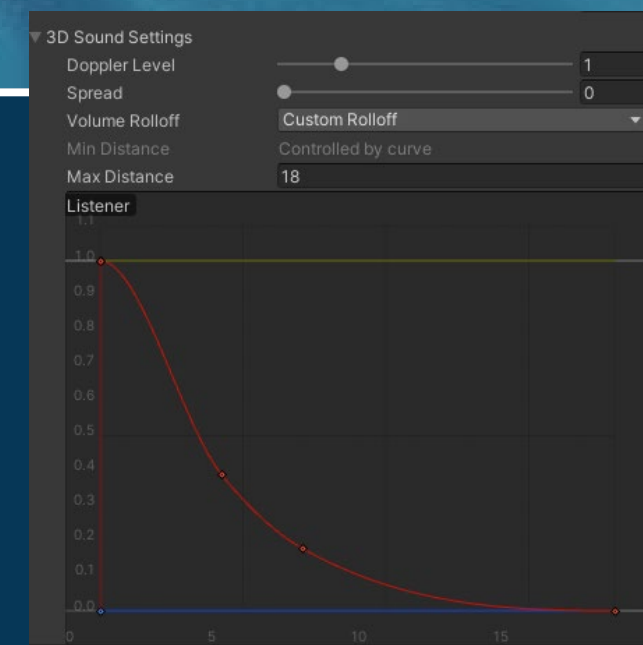 3D Sound Settings
Doppler Level 1
Spread 0
Volume Rolloff Custom Rolloff
Min Distance Controlled by curve
Max Distance 18
Listener
1.1
1.0
0.9
0.8
0.7
0.6
0.5
0.4
0.3
0.2
0.1
0.0
0 5 10 15